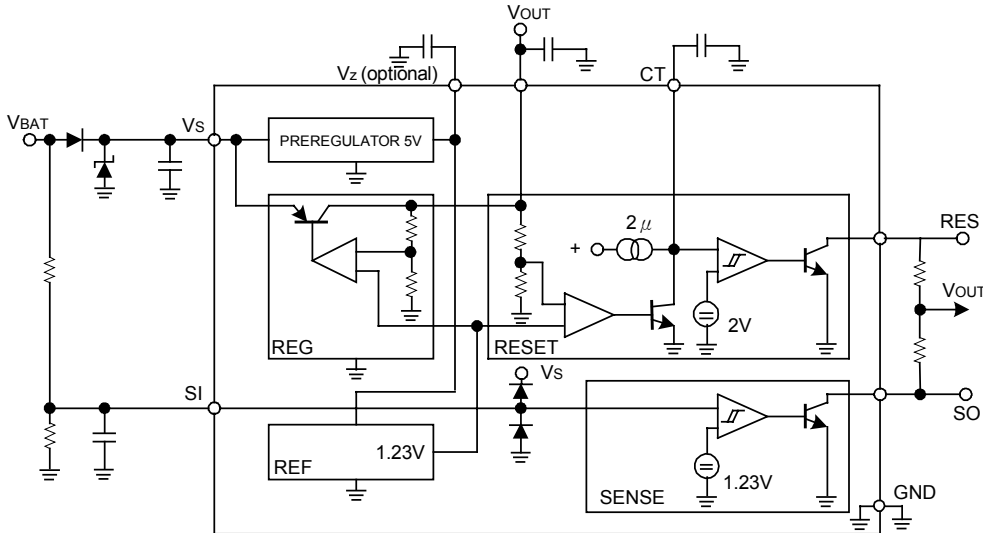 VOUT
CT
VZ (optional)
VBAT
VS
PREREGULATOR 5V
2 μ
+
RES
VOUT
2V
REG
RESET
VS
SI
SO
1.23V
REF
1.23V
SENSE
GND